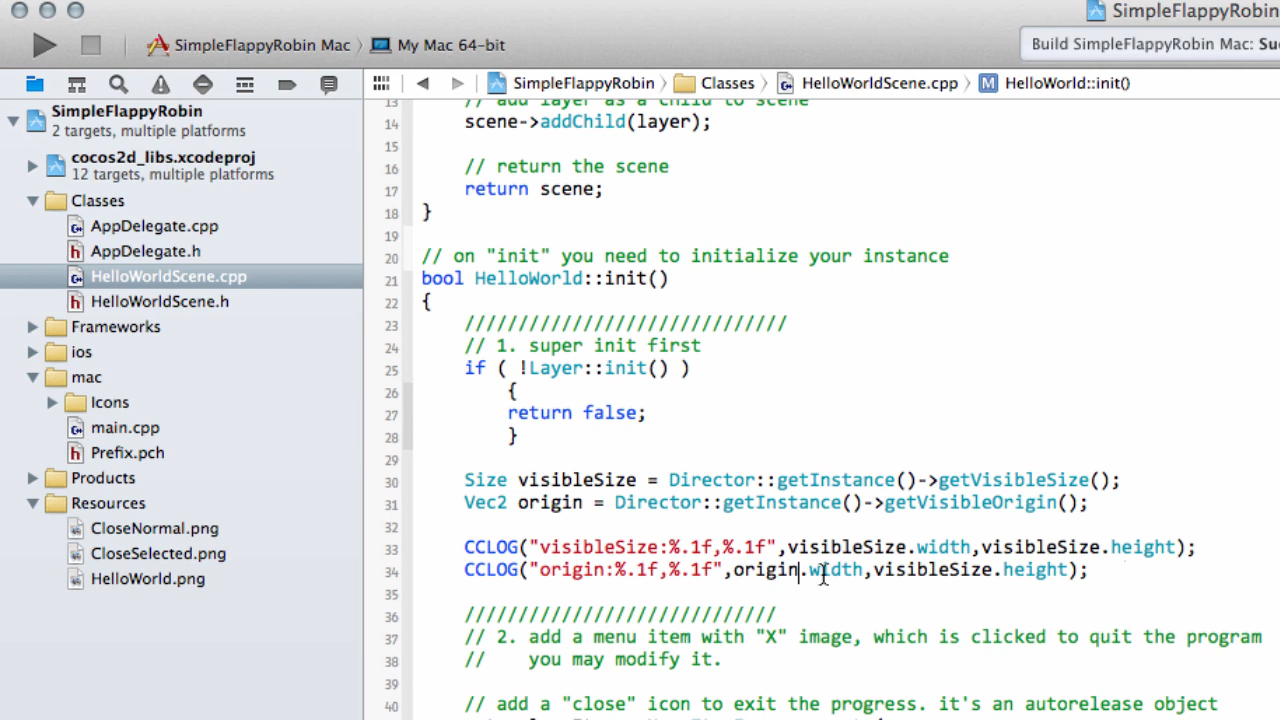 SimpleFlappyRobin
SimpleFlappyRobin Mac
My Mac 64-bit
Build SimpleFlappyRobin Mac:
SimpleFlappyRobin
Classes
HelloWorldScene.cpp
M HelloWorld::init()
SimpleFlappyRobin
2 targets, multiple platforms
cocos2d_libs.xcodeproj
12 targets, multiple platforms
Classes
AppDelegate.cpp
AppDelegate.h
HelloWorldScene.cpp
HelloWorldScene.h
Frameworks
ios
mac
Icons
main.cpp
Prefix.pch
Products
Resources
CloseNormal.png
CloseSelected.png
HelloWorld.png
13 // add layer as a child to scene
14 scene->addChild(layer);
15
16 // return the scene
17 return scene;
18 }
19
20 // on "init" you need to initialize your instance
21 bool HelloWorld::init()
22 {
23 //////////////////////////////
24 // 1. super init first
25 if ( !Layer::init() )
26 {
27 return false;
28 }
29
30 Size visibleSize = Director::getInstance()->getVisibleSize();
31 Vec2 origin = Director::getInstance()->getVisibleOrigin();
32
33 CCLOG("visibleSize:%.1f,%.1f",visibleSize.width,visibleSize.height);
34 CCLOG("origin:%.1f,%.1f",origin.width,visibleSize.height);
35
36 /////////////////////////////
37 // 2. add a menu item with "X" image, which is clicked to quit the program
38 // you may modify it.
39
40 // add a "close" icon to exit the progress. it's an autorelease object